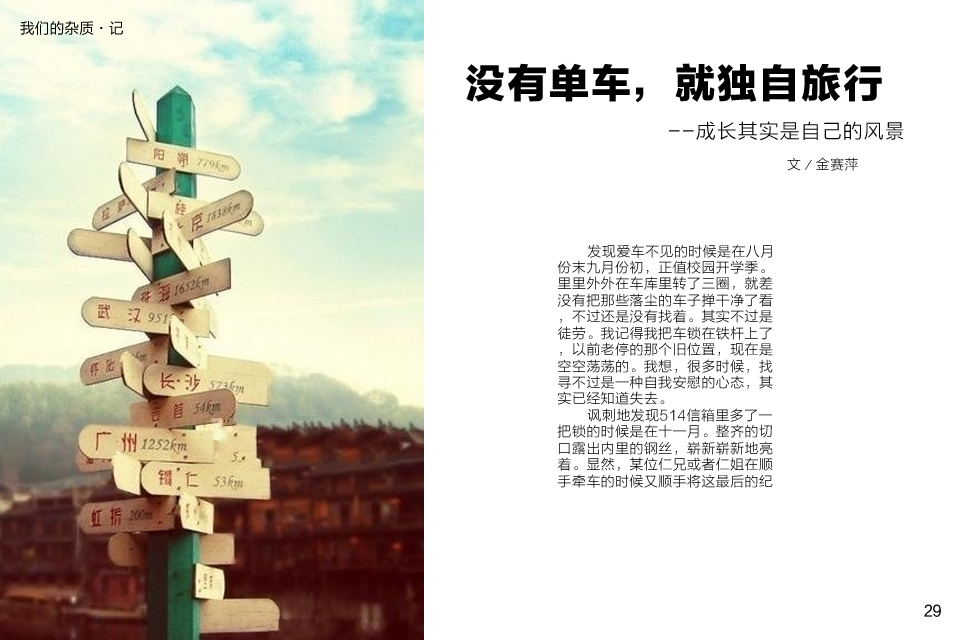 我们的杂质·记
没有单车，就独自旅行
--成长其实是自己的风景
文/金赛萍
发现爱车不见的时候是在八月
份末九月份初，正值校园开学季。
里里外外在车库里转了三圈，就差
没有把那些落尘的车子掸干净了看
，不过还是没有找着。其实不过是
徒劳。我记得我把车锁在铁杆上了
，以前老停的那个旧位置，现在是
空空荡荡的。我想，很多时候，找
寻不过是一种自我安慰的心态，其
实已经知道失去。
讽刺地发现514信箱里多了一
把锁的时候是在十一月。整齐的切
口露出内里的钢丝，崭新崭新地亮
着。显然，某位仁兄或者仁姐在顺
手牵车的时候又顺手将这最后的纪
29
阳朔 779km
京 1638km
珠海 1652km
武汉 951
怀化
长·沙 573km
吉首 54km
广州 1252km
5.
铜仁 53km
虹桥 200m